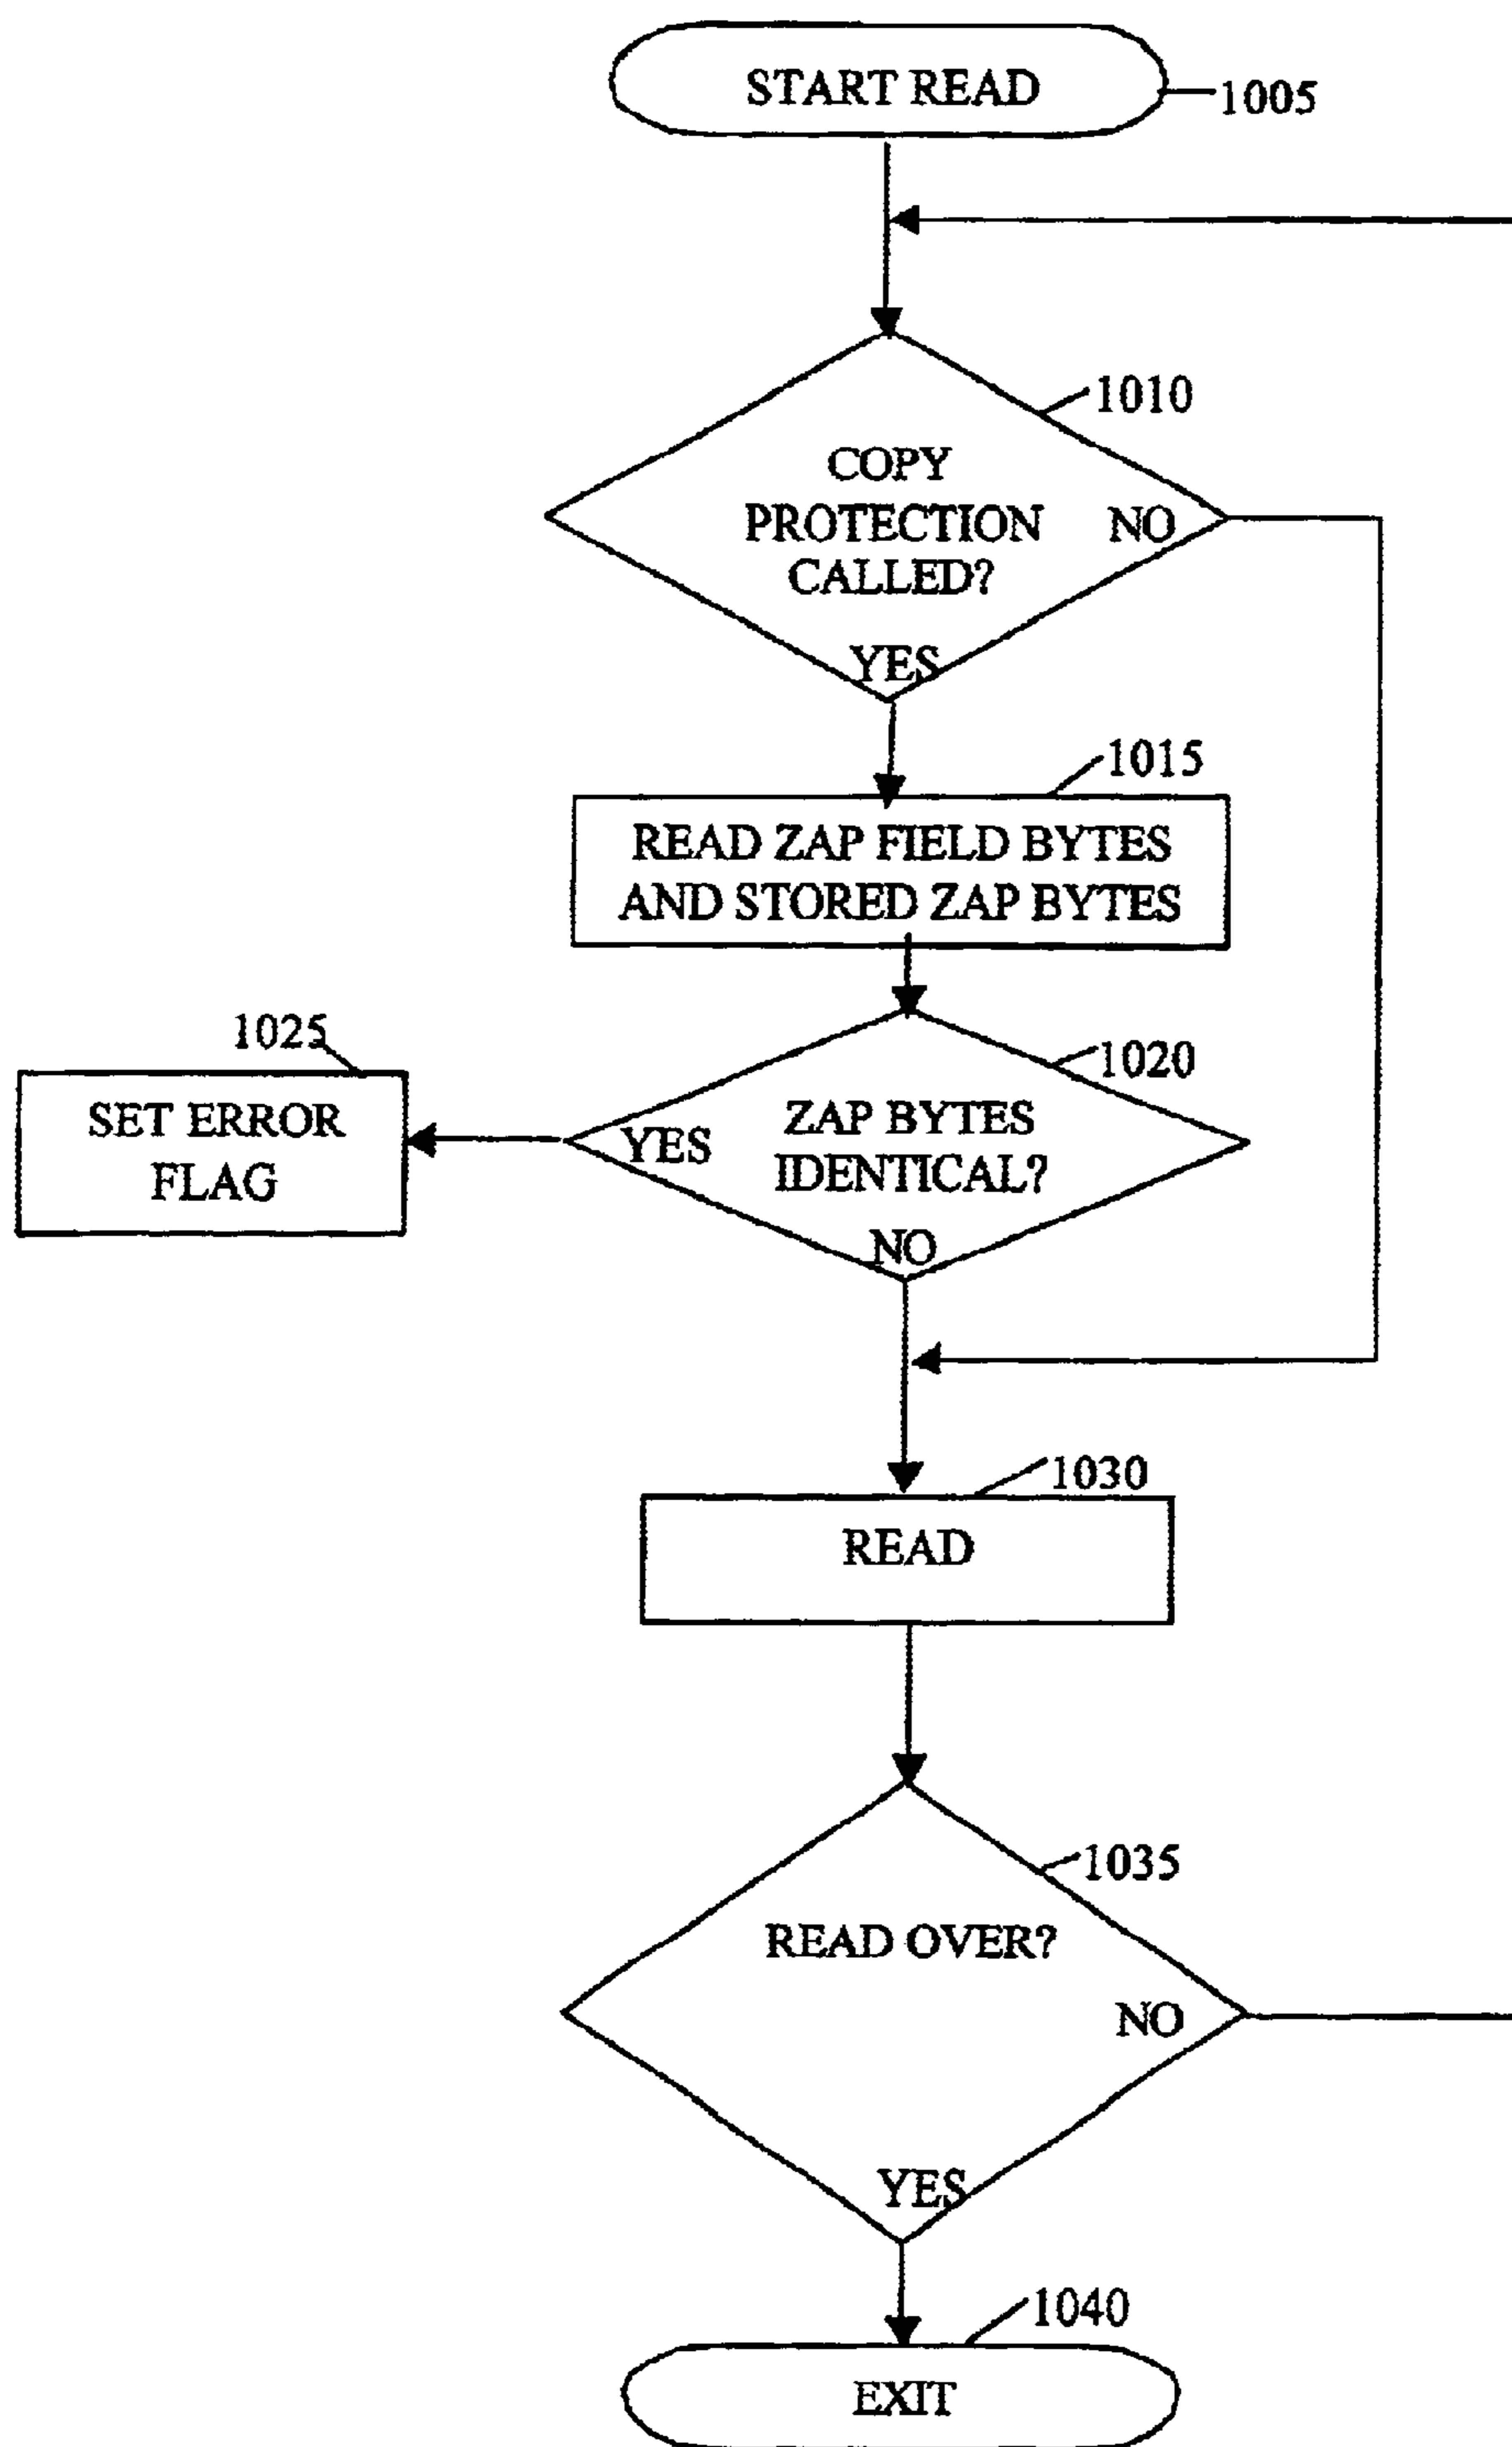 START READ
1005
1010
COPY
PROTECTION NO
CALLED?
YES
1015
READ ZAP FIELD BYTES
AND STORED ZAP BYTES
1025
1020
SET ERROR
FLAG
ZAP BYTES
YES
IDENTICAL?
NO
1030
READ
1035
READ OVER?
NO
YES
1040
EXIT